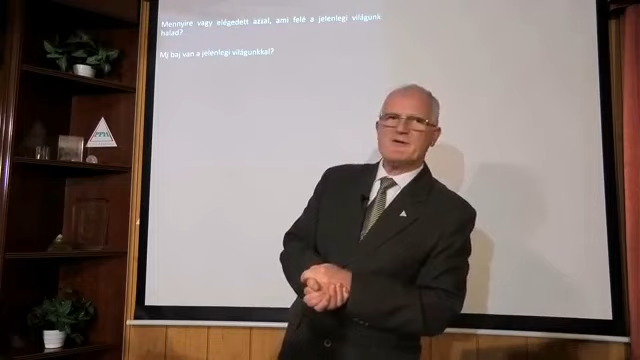 Mennyire vagy elégedett azzal, ami felé a jelenlegi világunk
halad?
Mi baj van a jelenlegi világunkkal?